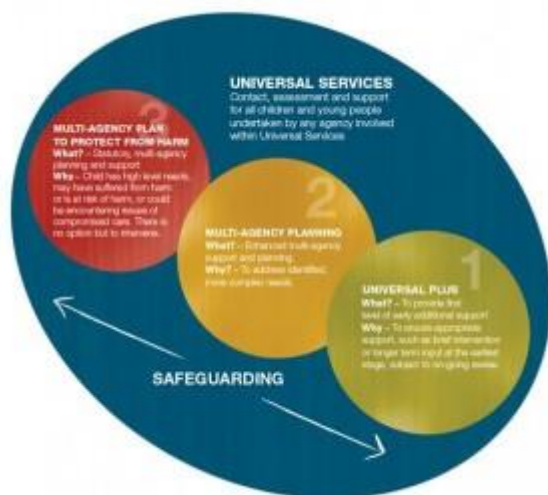 UNIVERSAL SERVICES
Contact, assessment and support
for all children and young people
undertaken by any agency involved
within Universal Services
3
MULTI-AGENCY PLAN
TO PROTECT FROM HARM
What? – Statutory, multi-agency
planning and support
Why – Child has high level needs,
may have suffered from harm
or is at risk of harm, or could
be encountering issues of
compromised care. There is
no option but to intervene.
2
MULTI-AGENCY PLANNING
What? – Enhanced multi-agency
support and planning.
Why? – To address identified,
more complex needs.
1
UNIVERSAL PLUS
What? – To provide first
level of early additional support
Why – To ensure appropriate
support, such as brief intervention
or longer term input at the earliest
stage, subject to on-going review.
SAFEGUARDING